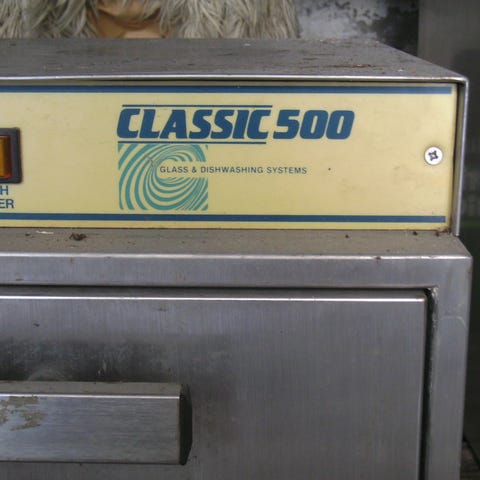 CLASSIC 500
GLASS & DISHWASHING SYSTEMS